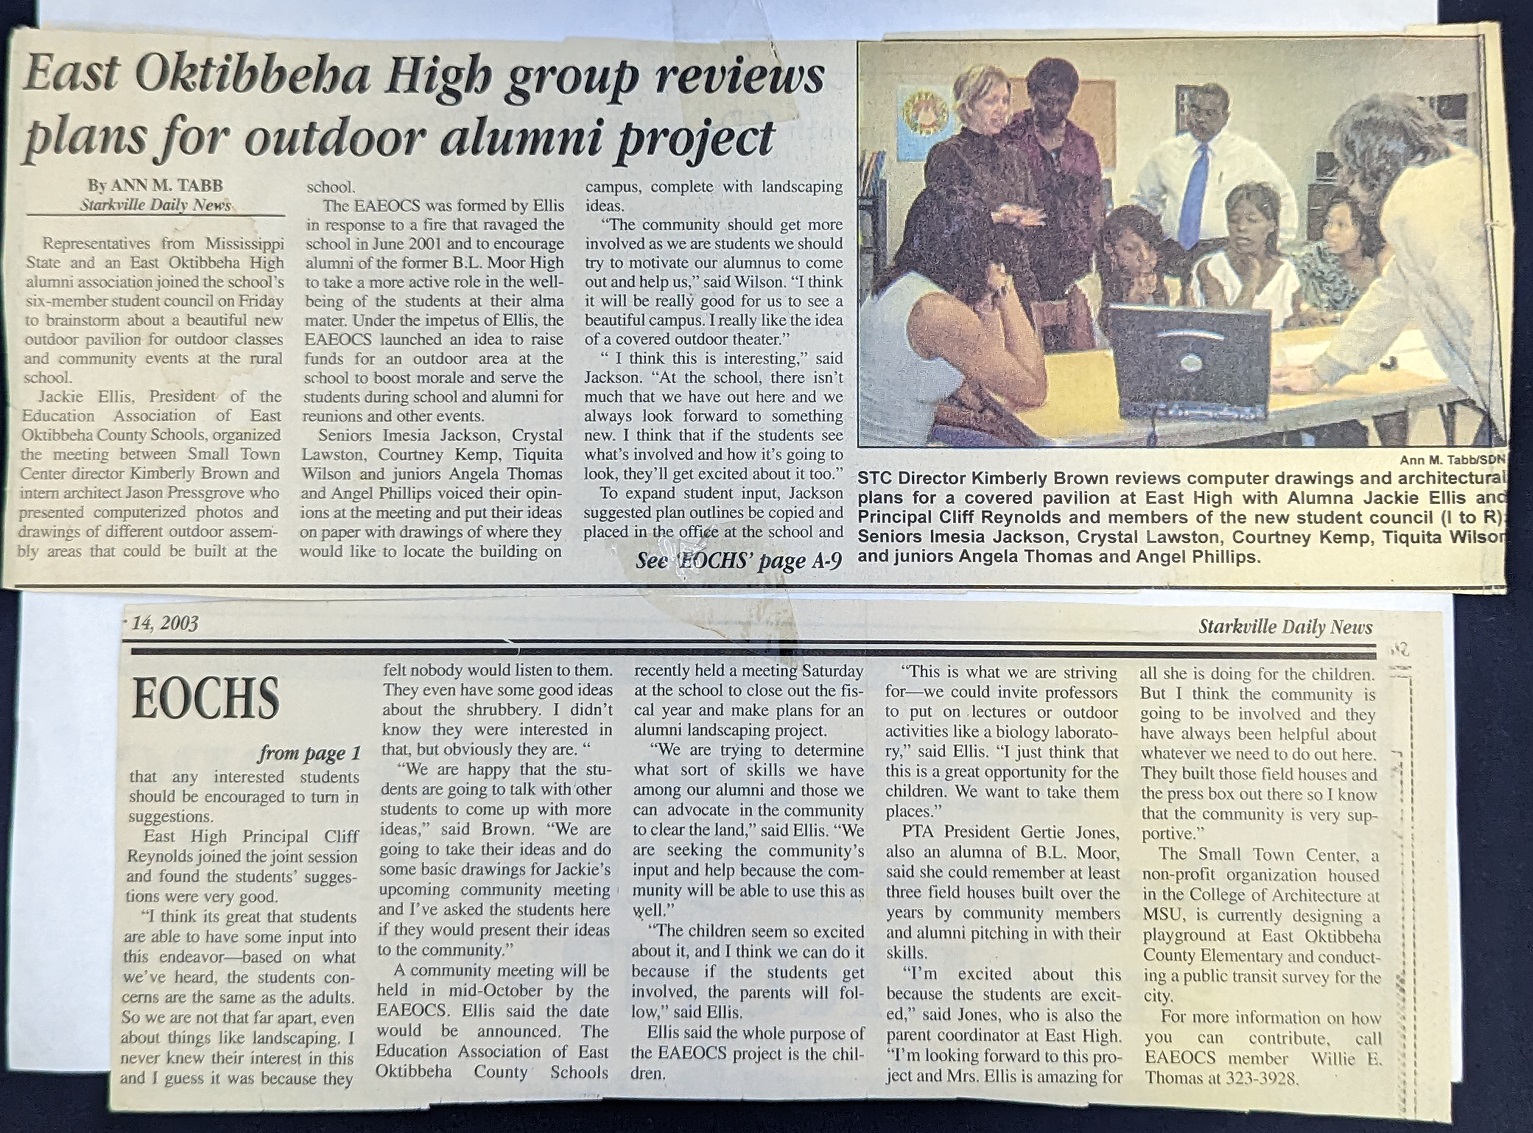 East Oktibbeha High group reviews
plans for outdoor alumni project
By ANN M. TABB
Starkville Daily News
Representatives from Mississippi
State and an East Oktibbeha High
alumni association joined the school's
six-member student council on Friday
to brainstorm about a beautiful new
outdoor pavilion for outdoor classes
and community events at the rural
school.
Jackie Ellis, President of the
Education Association of East
Oktibbeha County Schools, organized
the meeting between Small Town
Center director Kimberly Brown and
intern architect Jason Pressgrove who
presented computerized photos and
drawings of different outdoor assem-
bly areas that could be built at the
school.
The EAEOCS was formed by Ellis
in response to a fire that ravaged the
school in June 2001 and to encourage
alumni of the former B.L. Moor High
to take a more active role in the well-
being of the students at their alma
mater. Under the impetus of Ellis, the
EAEOCS launched an idea to raise
funds for an outdoor area at the
school to boost morale and serve the
students during school and alumni for
reunions and other events.
Seniors Imesia Jackson, Crystal
Lawston, Courtney Kemp, Tiquita
Wilson and juniors Angela Thomas
and Angel Phillips voiced their opin-
ions at the meeting and put their ideas
on paper with drawings of where they
would like to locate the building on
campus, complete with landscaping
ideas.
"The community should get more
involved as we are students we should
try to motivate our alumnus to come
out and help us," said Wilson. "I think
it will be really good for us to see a
beautiful campus. I really like the idea
of a covered outdoor theater."
" I think this is interesting," said
Jackson. "At the school, there isn't
much that we have out here and we
always look forward to something
new. I think that if the students see
what's involved and how it's going to
look, they'll get excited about it too."
To expand student input, Jackson
suggested plan outlines be copied and
placed in the office at the school and
See 'EOCHS' page A-9
Ann M. Tabb/SDN
STC Director Kimberly Brown reviews computer drawings and architectural
plans for a covered pavilion at East High with Alumna Jackie Ellis and
Principal Cliff Reynolds and members of the new student council (l to R):
Seniors Imesia Jackson, Crystal Lawston, Courtney Kemp, Tiquita Wilson
and juniors Angela Thomas and Angel Phillips.
14, 2003
Starkville Daily News
EOCHS
from page 1
that any interested students
should be encouraged to turn in
suggestions.
East High Principal Cliff
Reynolds joined the joint session
and found the students' sugges-
tions were very good.
"I think its great that students
are able to have some input into
this endeavor—based on what
we've heard, the students con-
cerns are the same as the adults.
So we are not that far apart, even
about things like landscaping. I
never knew their interest in this
and I guess it was because they
felt nobody would listen to them.
They even have some good ideas
about the shrubbery. I didn't
know they were interested in
that, but obviously they are. "
"We are happy that the stu-
dents are going to talk with other
students to come up with more
ideas," said Brown. "We are
going to take their ideas and do
some basic drawings for Jackie's
upcoming community meeting
and I've asked the students here
if they would present their ideas
to the community."
A community meeting will be
held in mid-October by the
EAEOCS. Ellis said the date
would be announced. The
Education Association of East
Oktibbeha County Schools
recently held a meeting Saturday
at the school to close out the fis-
cal year and make plans for an
alumni landscaping project.
"We are trying to determine
what sort of skills we have
among our alumni and those we
can advocate in the community
to clear the land," said Ellis. "We
are seeking the community's
input and help because the com-
munity will be able to use this as
well."
"The children seem so excited
about it, and I think we can do it
because if the students get
involved, the parents will fol-
low," said Ellis.
Ellis said the whole purpose of
the EAEOCS project is the chil-
dren.
"This is what we are striving
for—we could invite professors
to put on lectures or outdoor
activities like a biology laborato-
ry," said Ellis. "I just think that
this is a great opportunity for the
children. We want to take them
places."
PTA President Gertie Jones,
also an alumna of B.L. Moor,
said she could remember at least
three field houses built over the
years by community members
and alumni pitching in with their
skills.
"I'm excited about this
because the students are excit-
ed," said Jones, who is also the
parent coordinator at East High.
"I'm looking forward to this pro-
ject and Mrs. Ellis is amazing for
all she is doing for the children.
But I think the community is
going to be involved and they
have always been helpful about
whatever we need to do out here.
They built those field houses and
the press box out there so I know
that the community is very sup-
portive."
The Small Town Center, a
non-profit organization housed
in the College of Architecture at
MSU, is currently designing a
playground at East Oktibbeha
County Elementary and conduct-
ing a public transit survey for the
city.
For more information on how
you can contribute, call
EAEOCS member Willie E.
Thomas at 323-3928.